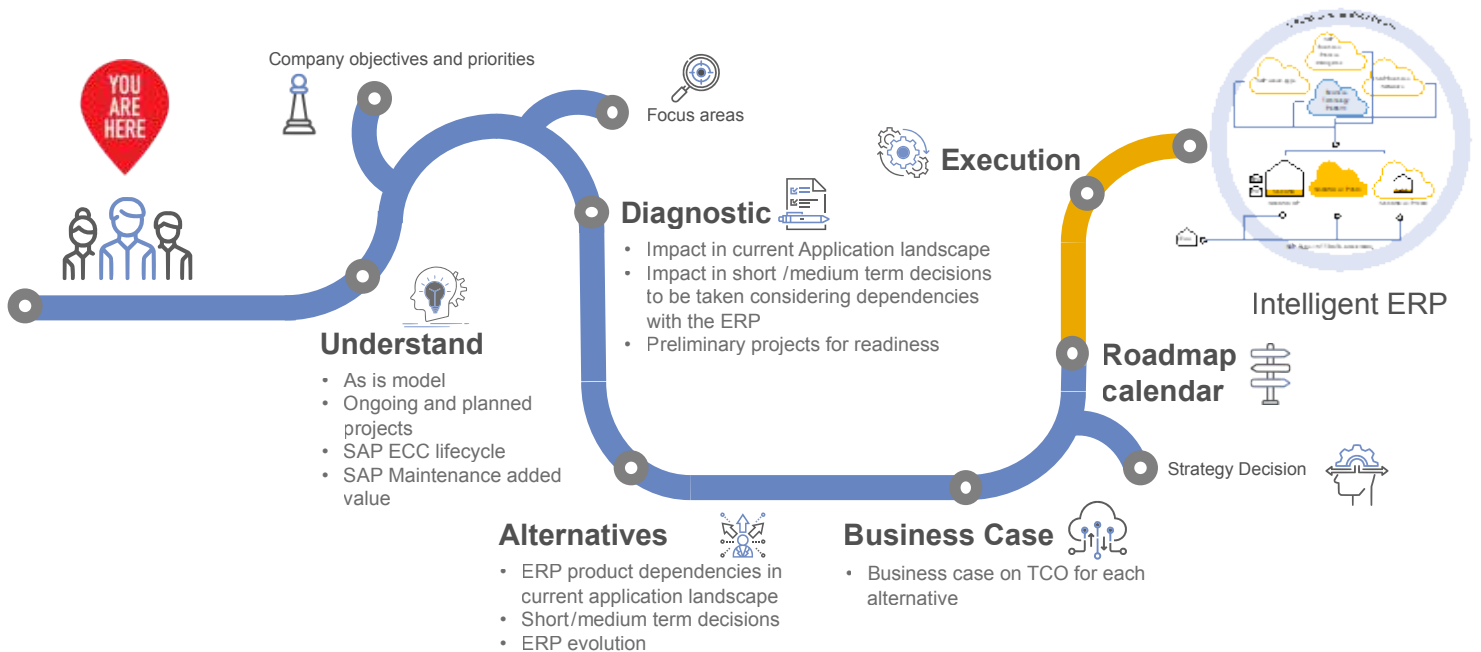 YOU
ARE
HERE
Company objectives and priorities
Focus areas
Understand
• As is model
• Ongoing and planned
projects
• SAP ECC lifecycle
• SAP Maintenance added
value
Diagnostic
• Impact in current Application landscape
• Impact in short /medium term decisions
to be taken considering dependencies
with the ERP
• Preliminary projects for readiness
Alternatives
• ERP product dependencies in
current application landscape
• Short/medium term decisions
• ERP evolution
Business Case
• Business case on TCO for each
alternative
Strategy Decision
Roadmap
calendar
Execution
Intelligent ERP